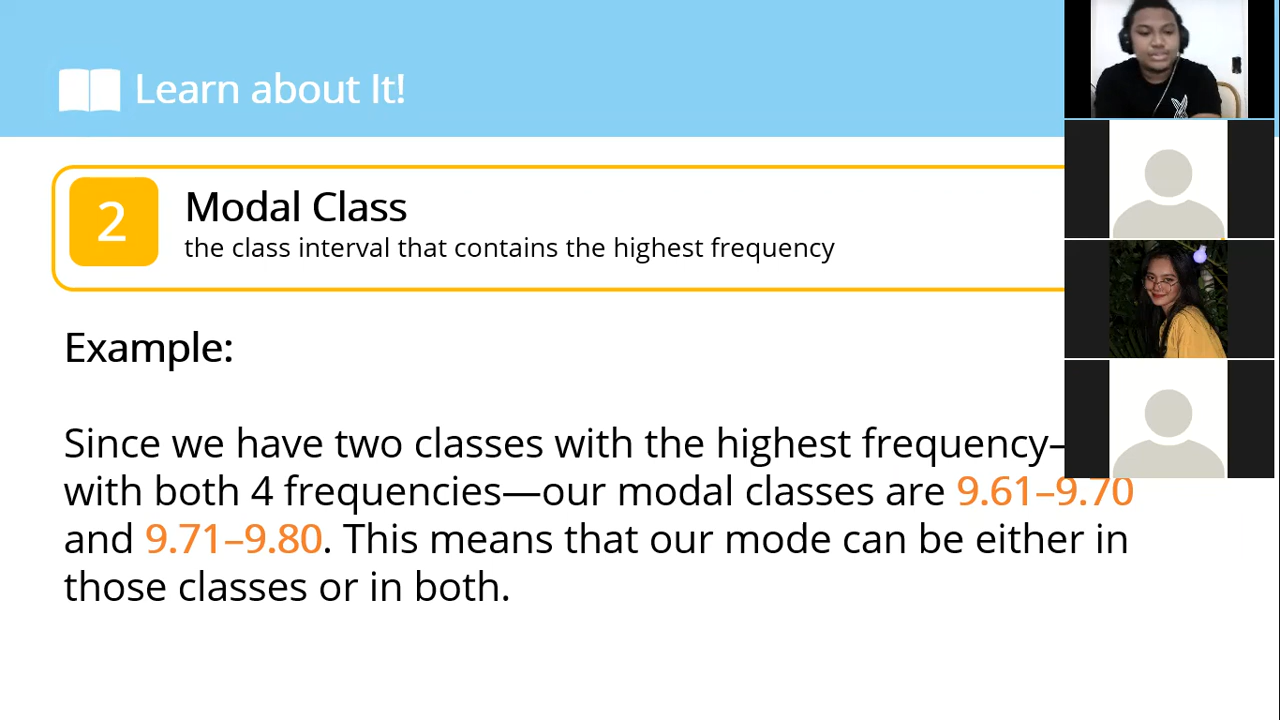 Learn about It!
2
Modal Class
the class interval that contains the highest frequency
Example:
Since we have two classes with the highest frequency–
with both 4 frequencies—our modal classes are 9.61–9.70
and 9.71–9.80. This means that our mode can be either in
those classes or in both.